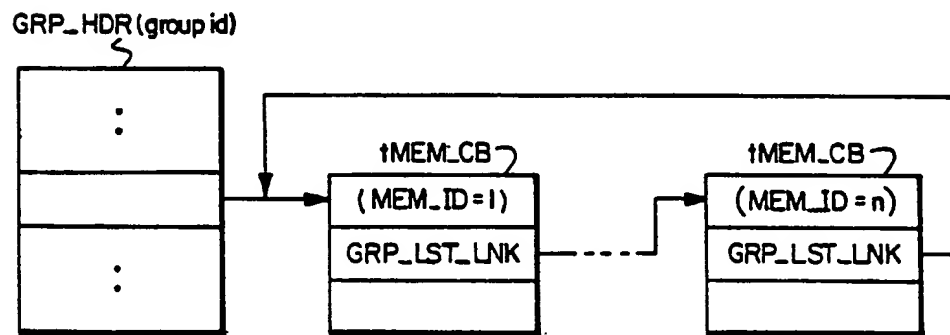 GRP_HDR(group id)
tMEM_CB
tMEM_CB
(MEM_ID=1)
(MEM_ID=n)
GRP_LST_LNK
GRP_LST_LNK